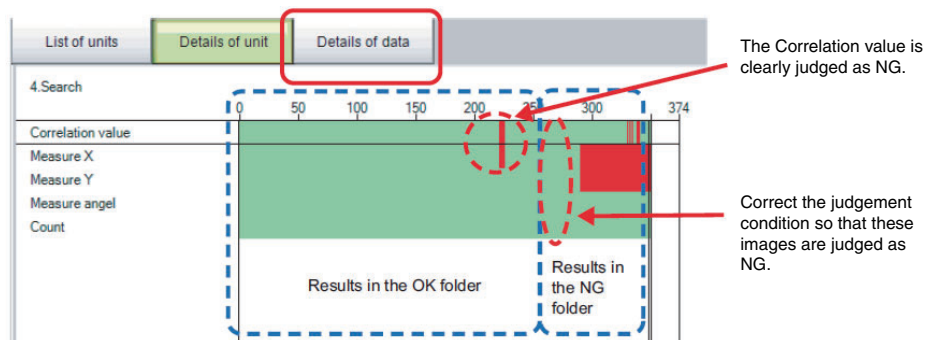 List of units
Details of unit
Details of data
The Correlation value is
clearly judged as NG.
4.Search
0 50 100 150 200 25 300 374
Correlation value
Measure X
Measure Y
Measure angel
Count
Correct the judgement
condition so that these
images are judged as
NG.
Results in the OK folder
Results in
the NG
folder